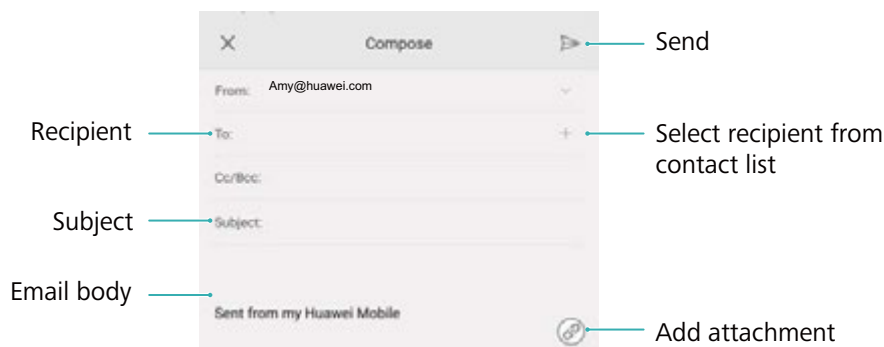 Compose
Send
From: Amy@huawei.com
Recipient
To:
Select recipient from
contact list
Cc/Bcc:
Subject
Subject:
Email body
Sent from my Huawei Mobile
Add attachment